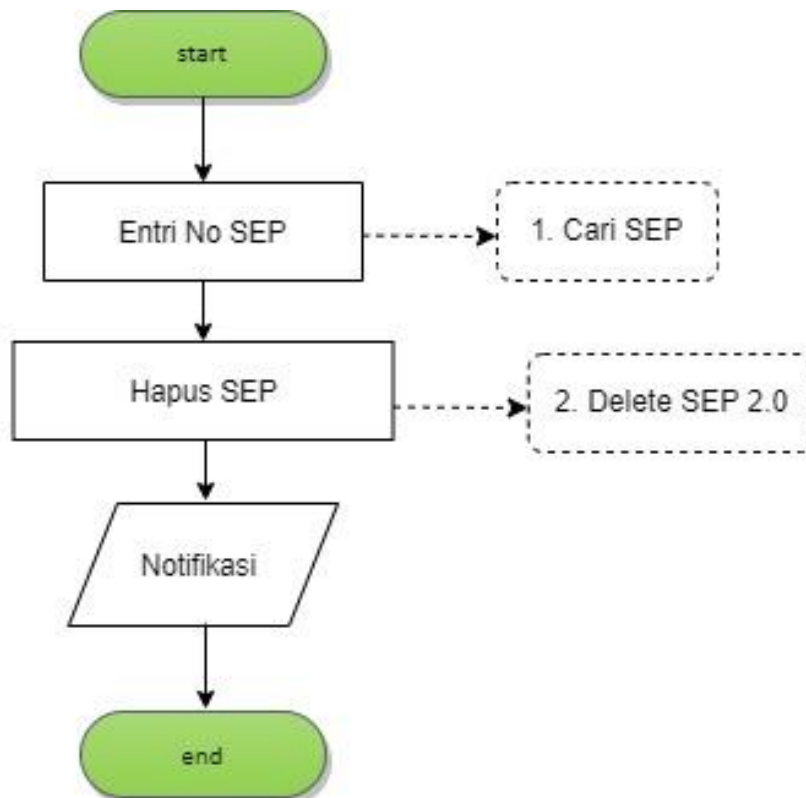 start
Entri No SEP
1. Cari SEP
Hapus SEP
2. Delete SEP 2.0
Notifikasi
end